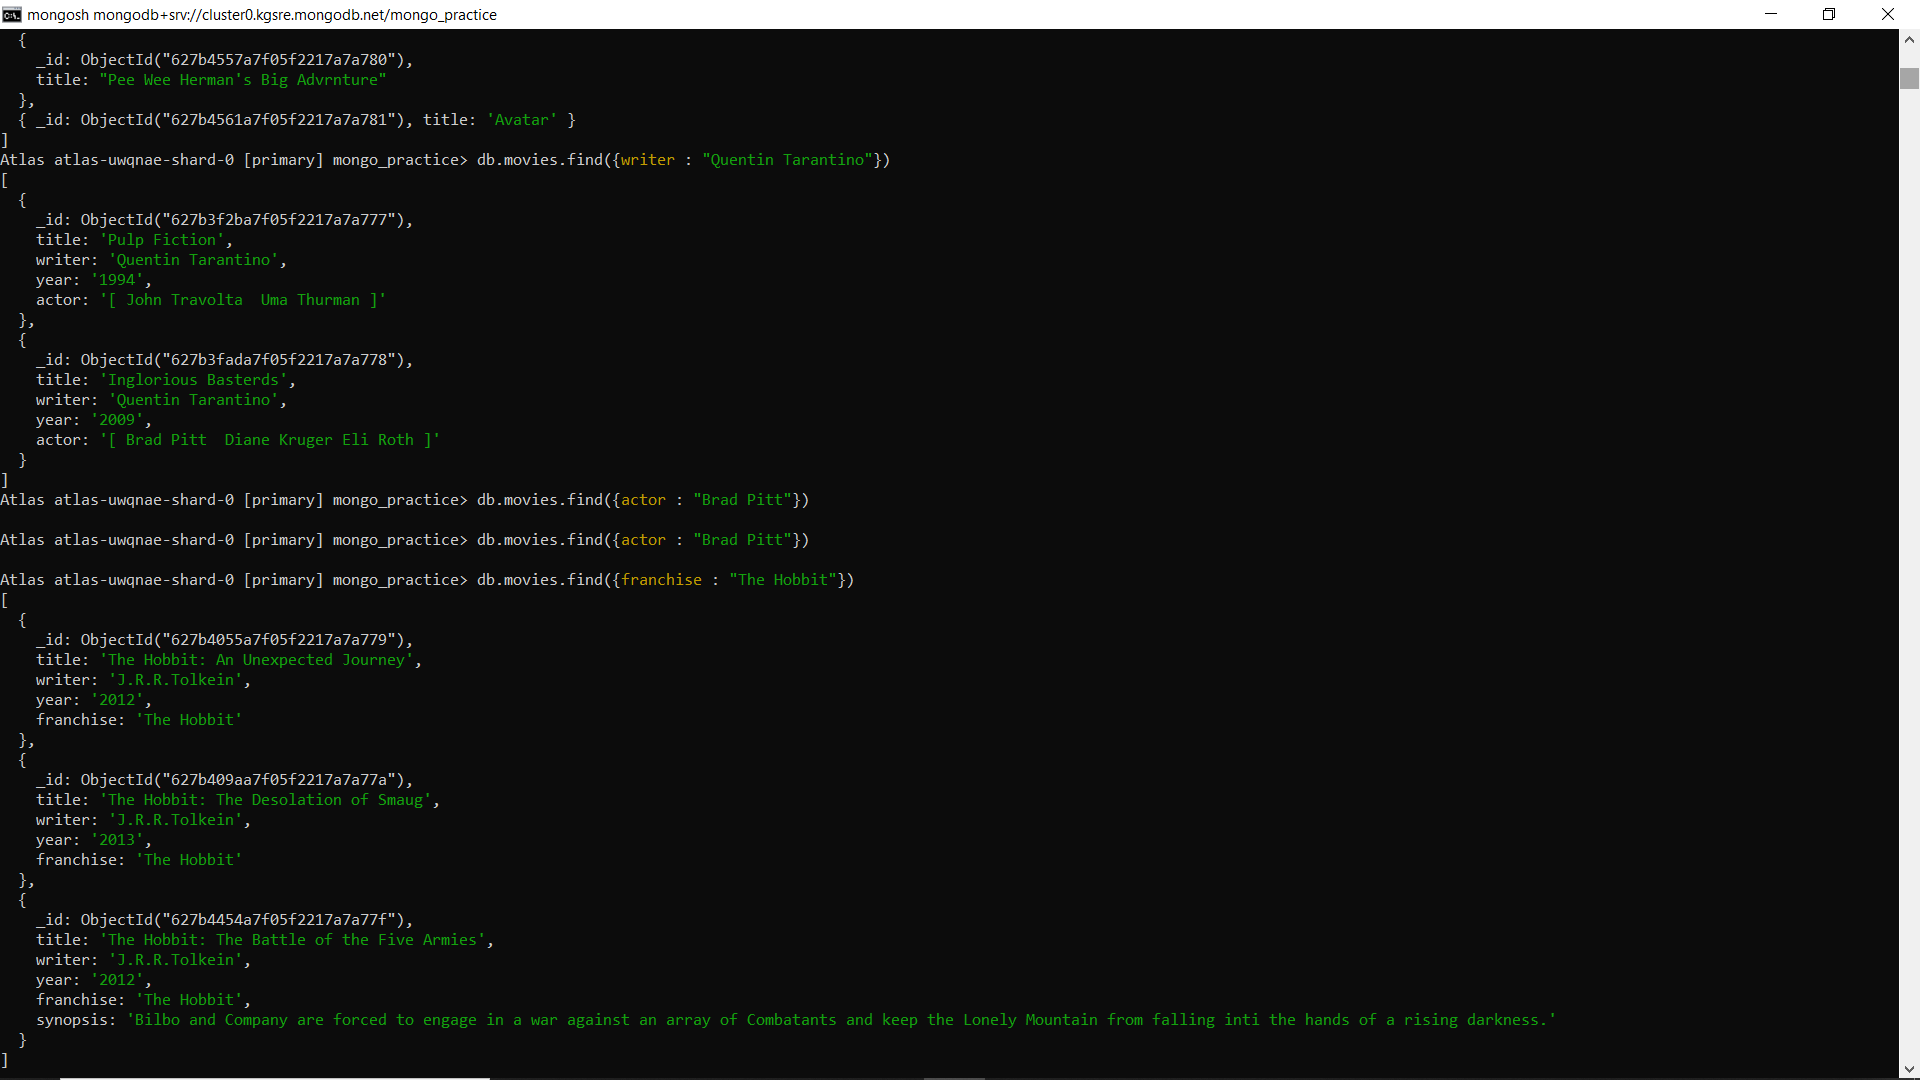 mongosh mongodb+srv://cluster0.kgsre.mongodb.net/mongo_practice
  {
    _id: ObjectId("627b4557a7f05f2217a7a780"),
    title: "Pee Wee Herman's Big Advrnture"
  },
  { _id: ObjectId("627b4561a7f05f2217a7a781"), title: 'Avatar' }
]
Atlas atlas-uwqnae-shard-0 [primary] mongo_practice> db.movies.find({writer : "Quentin Tarantino"})
[
  {
    _id: ObjectId("627b3f2ba7f05f2217a7a777"),
    title: 'Pulp Fiction',
    writer: 'Quentin Tarantino',
    year: '1994',
    actor: '[ John Travolta  Uma Thurman ]'
  },
  {
    _id: ObjectId("627b3fada7f05f2217a7a778"),
    title: 'Inglorious Basterds',
    writer: 'Quentin Tarantino',
    year: '2009',
    actor: '[ Brad Pitt  Diane Kruger Eli Roth ]'
  }
]
Atlas atlas-uwqnae-shard-0 [primary] mongo_practice> db.movies.find({actor : "Brad Pitt"})
Atlas atlas-uwqnae-shard-0 [primary] mongo_practice> db.movies.find({actor : "Brad Pitt"})
Atlas atlas-uwqnae-shard-0 [primary] mongo_practice> db.movies.find({franchise : "The Hobbit"})
[
  {
    _id: ObjectId("627b4055a7f05f2217a7a779"),
    title: 'The Hobbit: An Unexpected Journey',
    writer: 'J.R.R.Tolkein',
    year: '2012',
    franchise: 'The Hobbit'
  },
  {
    _id: ObjectId("627b409aa7f05f2217a7a77a"),
    title: 'The Hobbit: The Desolation of Smaug',
    writer: 'J.R.R.Tolkein',
    year: '2013',
    franchise: 'The Hobbit'
  },
  {
    _id: ObjectId("627b4454a7f05f2217a7a77f"),
    title: 'The Hobbit: The Battle of the Five Armies',
    writer: 'J.R.R.Tolkein',
    year: '2012',
    franchise: 'The Hobbit',
    synopsis: 'Bilbo and Company are forced to engage in a war against an array of Combatants and keep the Lonely Mountain from falling inti the hands of a rising darkness.'
  }
]